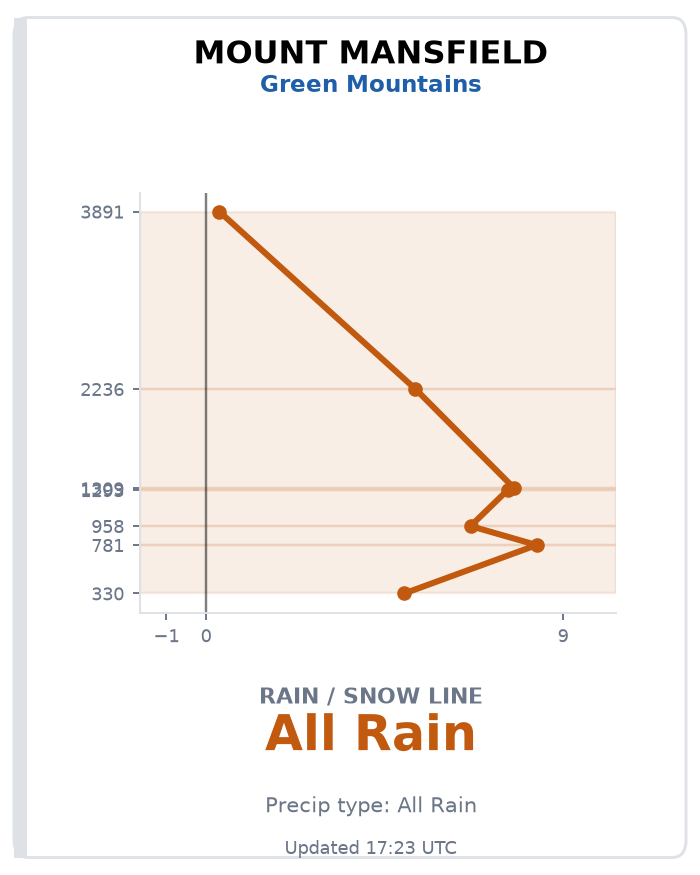 MOUNT MANSFIELD
Green Mountains
3891
2236
958
781
330
−1 0 9
RAIN / SNOW LINE
All Rain
Precip type: All Rain
Updated 17:23 UTC